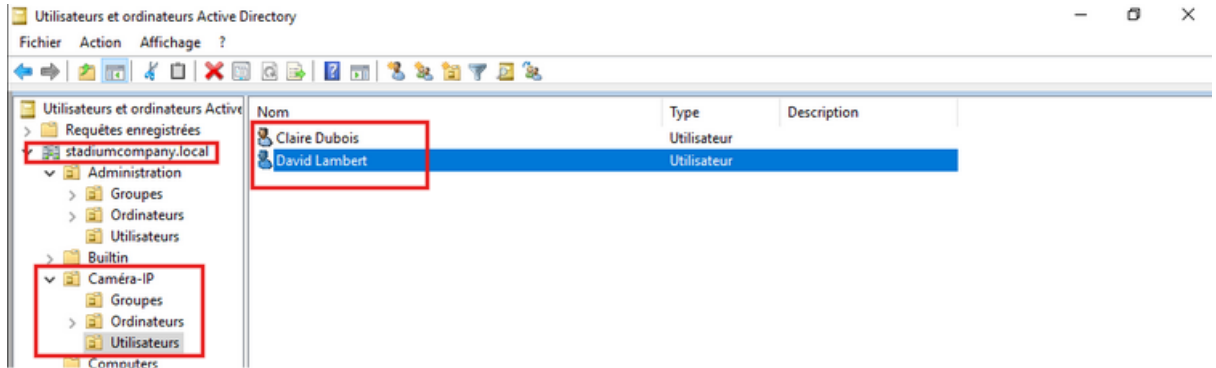 Utilisateurs et ordinateurs Active Directory
Fichier Action Affichage ?
Utilisateurs et ordinateurs Active
Requêtes enregistrées
stadiumcompany.local
Administration
Groupes
Ordinateurs
Utilisateurs
Builtin
Caméra-IP
Groupes
Ordinateurs
Utilisateurs
Computers
Nom Type Description
Claire Dubois Utilisateur
David Lambert Utilisateur